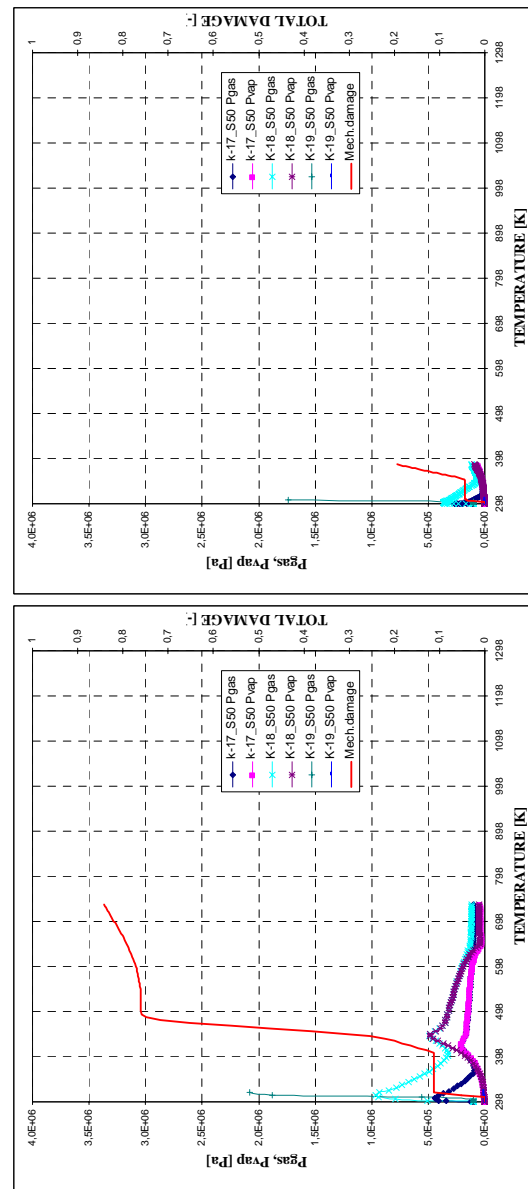 4.0E+06
3.5E+06
3.0E+06
2.5E+06
2.0E+06
1.5E+06
1.0E+06
5.0E+05
0.0E+00
Pgas, Pvap [Pa]
298
398
498
598
698
798
898
998
1098
1198
1298
TEMPERATURE [K]
k-17_S50 Pgas
k-17_S50 Pvap
K-18_S50 Pgas
K-18_S50 Pvap
K-19_S50 Pgas
K-19_S50 Pvap
Mech.damage
1
0,9
0,8
0,7
0,6
0,5
0,4
0,3
0,2
0,1
0
TOTAL DAMAGE
[-]
4.0E+06
3.5E+06
3.0E+06
2.5E+06
2.0E+06
1.5E+06
1.0E+06
5.0E+05
0.0E+00
Pgas, Pvap [Pa]
298
398
498
598
698
798
898
998
1098
1198
1298
TEMPERATURE [K]
k-17_S50 Pgas
k-17_S50 Pvap
K-18_S50 Pgas
K-18_S50 Pvap
K-19_S50 Pgas
K-19_S50 Pvap
Mech.damage
1
0,9
0,8
0,7
0,6
0,5
0,4
0,3
0,2
0,1
0
TOTAL DAMAGE
[-]